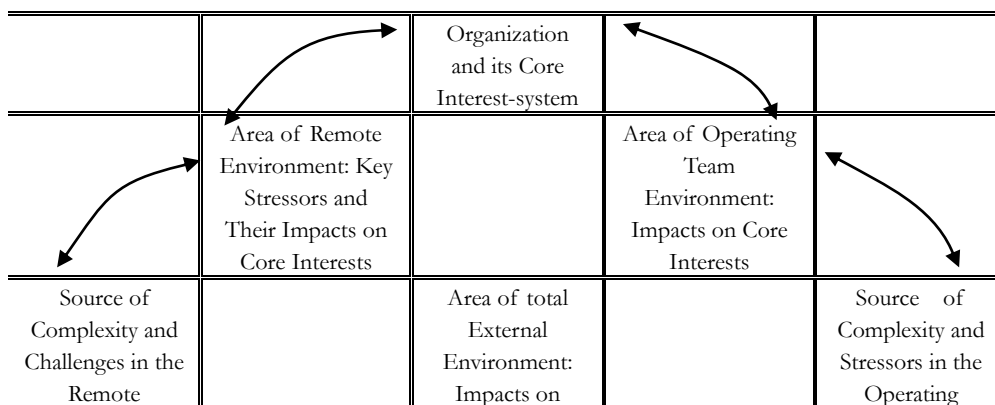 Organization
and its Core
Interest-system
Area of Remote
Environment: Key
Stressors and
Their Impacts on
Core Interests
Area of Operating
Team
Environment:
Impacts on Core
Interests
Source of
Complexity and
Challenges in the
Remote
Area of total
External
Environment:
Impacts on
Source of
Complexity and
Stressors in the
Operating